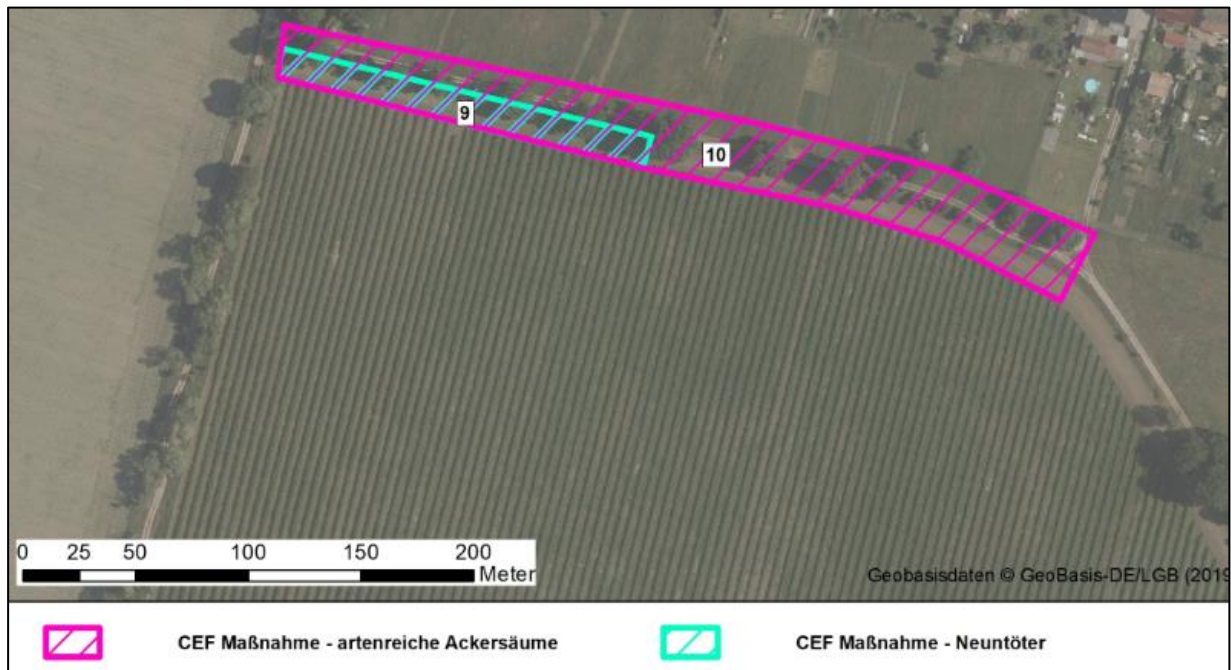 9
10
0 25 50 100 150 200
Meter
Geobasisdaten © GeoBasis-DE/LGB (2019
CEF Maßnahme - artenreiche Ackersäume
CEF Maßnahme - Neuntöter